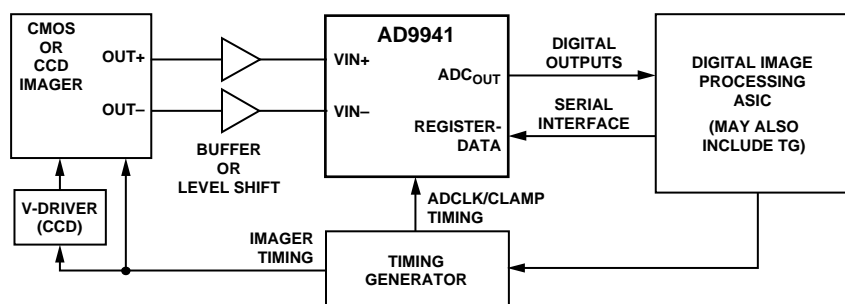 CMOS
OR
CCD
IMAGER
OUT+
OUT–
BUFFER
OR
LEVEL SHIFT
AD9941
VIN+
VIN–
ADCOUT
REGISTER-
DATA
DIGITAL
OUTPUTS
SERIAL
INTERFACE
DIGITAL IMAGE
PROCESSING
ASIC
(MAY ALSO
INCLUDE TG)
V-DRIVER
(CCD)
IMAGER
TIMING
ADCLK/CLAMP
TIMING
TIMING
GENERATOR